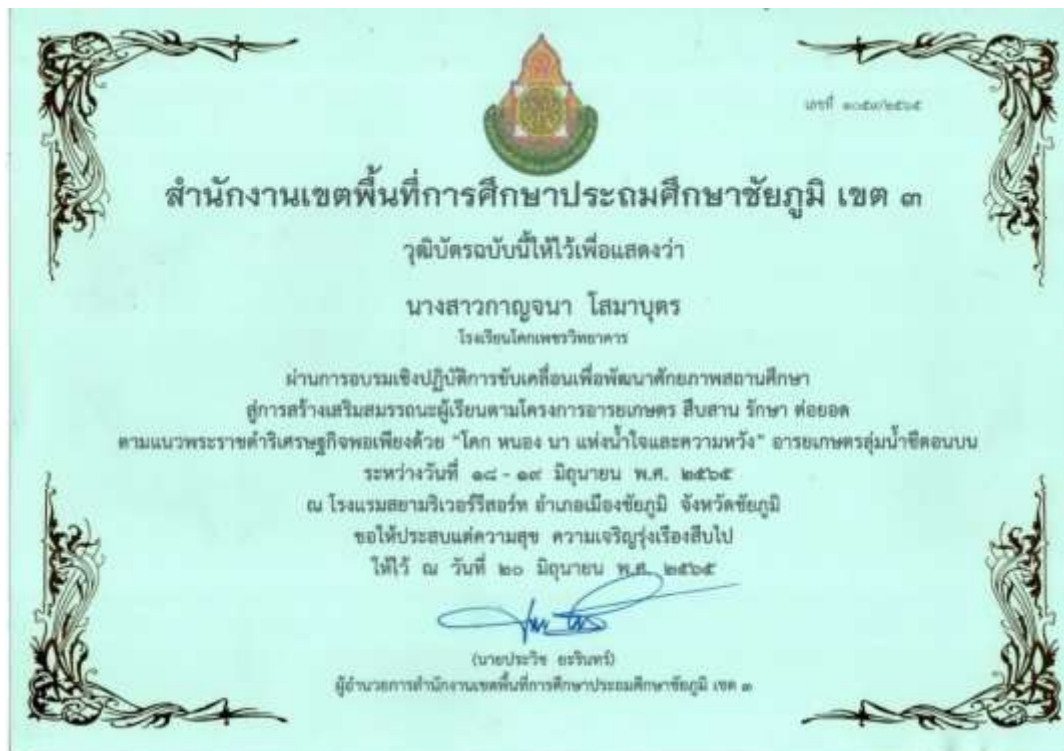 เลขที่
สำนักงานเขตพื้นที่การศึกษาประถมศึกษาชัยภูมิ เขต ๓
วุฒิบัตรฉบับนี้ให้ไว้เพื่อแสดงว่า
นางสาวกาญจนา โสมาบุตร
โรงเรียนโคกเพชรวิทยาคาร
ผ่านการอบรมเชิงปฏิบัติการขับเคลื่อนเพื่อพัฒนาศักยภาพสถานศึกษา
สู่การสร้างเสริมสมรรถนะผู้เรียนตามโครงการอารยเกษตร สืบสาน รักษา ต่อยอด
ตามแนวพระราชดำริเศรษฐกิจพอเพียงด้วย "โคก หนอง นา แห่งน้ำใจและความหวัง" อารยเกษตรลุ่มน้ำชีตอนบน
ระหว่างวันที่ ๑๘ - ๑๙ มิถุนายน พ.ศ. ๒๕๖๕
ณ โรงแรมสยามริเวอร์รีสอร์ท อำเภอเมืองชัยภูมิ จังหวัดชัยภูมิ
ขอให้ประสบแต่ความสุข ความเจริญรุ่งเรืองสืบไป
ให้ไว้ ณ วันที่ ๒๐ มิถุนายน พ.ศ. ๒๕๖๕
(นายประวิช ยะรินทร์)
ผู้อำนวยการสำนักงานเขตพื้นที่การศึกษาประถมศึกษาชัยภูมิ เขต ๓